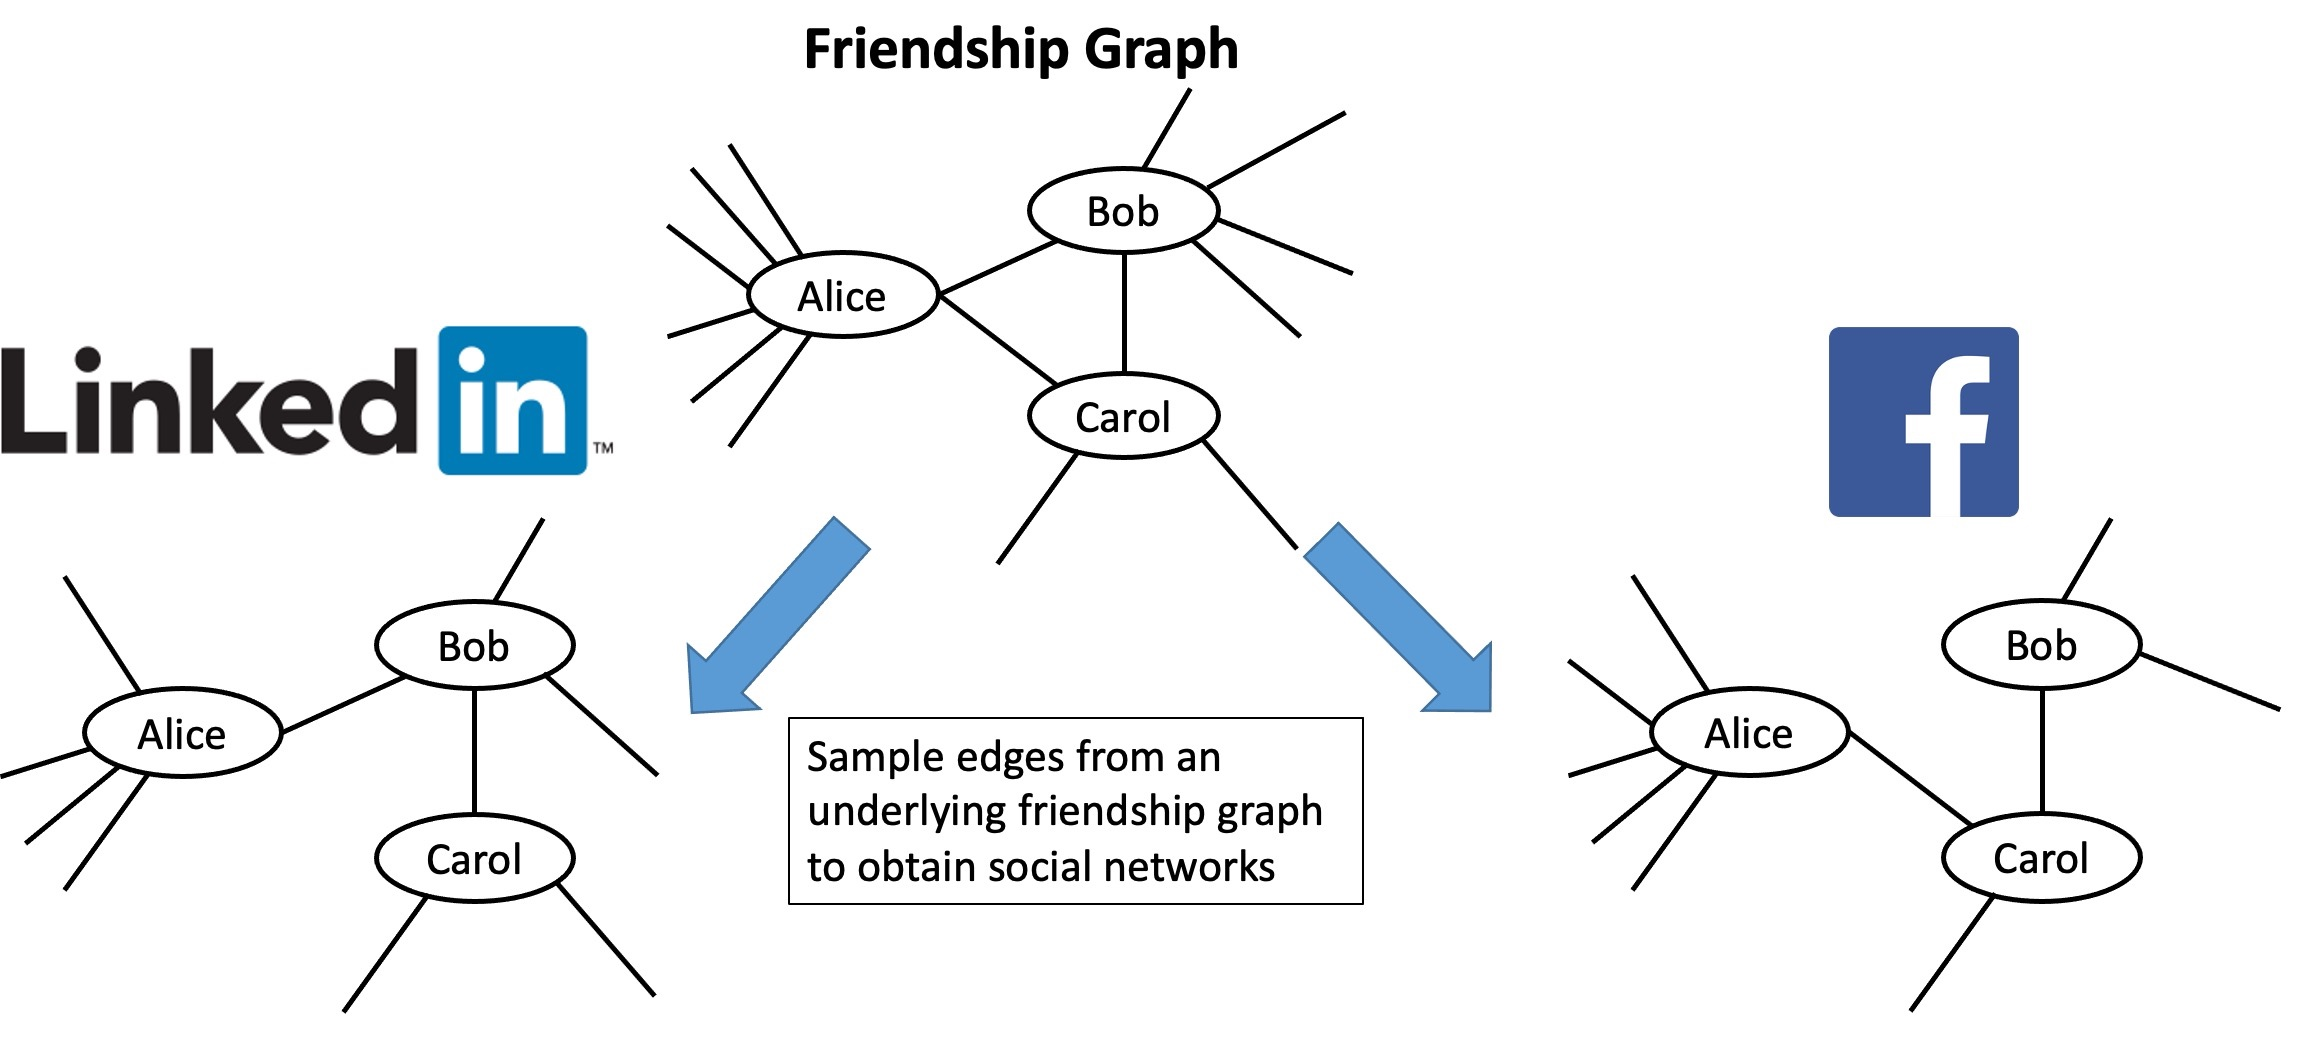 Friendship Graph
Bob
Alice
Carol
Linked in ™
f
Bob
Alice
Carol
Sample edges from an
underlying friendship graph
to obtain social networks
Bob
Alice
Carol